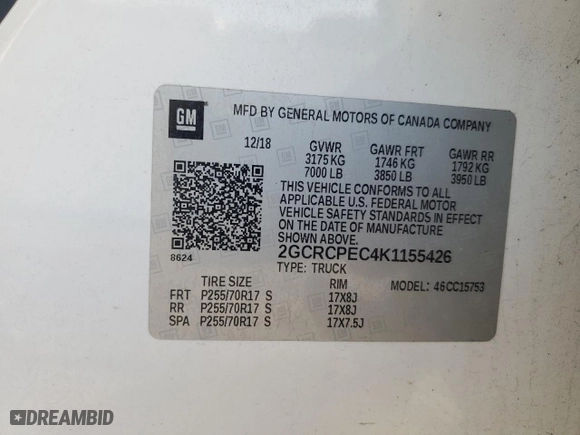 GM
MFD BY GENERAL MOTORS OF CANADA COMPANY
12/18 GVWR GAWR FRT GAWR RR
3175 KG 1746 KG 1792 KG
7000 LB 3850 LB 3950 LB
THIS VEHICLE CONFORMS TO ALL
APPLICABLE U.S. FEDERAL MOTOR
VEHICLE SAFETY STANDARDS IN EFFECT
ON THE DATE OF MANUFACTURE
SHOWN ABOVE.
8624 2GCRCPEC4K1155426
TYPE: TRUCK
TIRE SIZE RIM MODEL: 46CC15753
FRT P255/70R17 S 17X8J
RR P255/70R17 S 17X8J
SPA P255/70R17 S 17X7.5J
DREAMBID